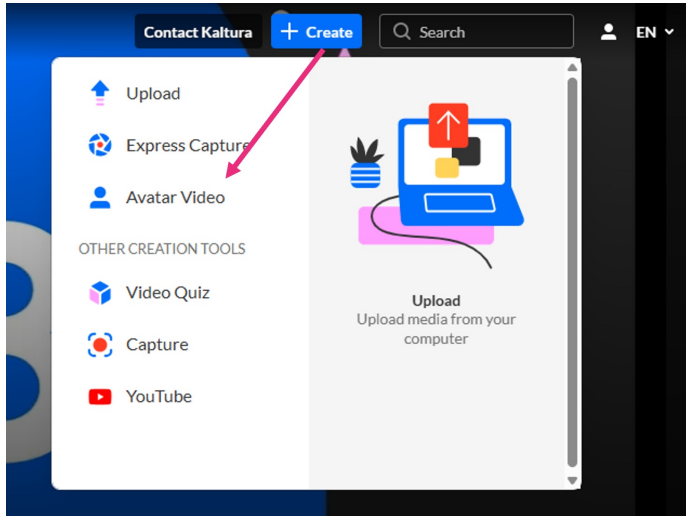 Contact Kaltura
+ Create
Search
EN
Upload
Express Capture
Avatar Video
OTHER CREATION TOOLS
Video Quiz
Capture
YouTube
Upload
Upload media from your
computer